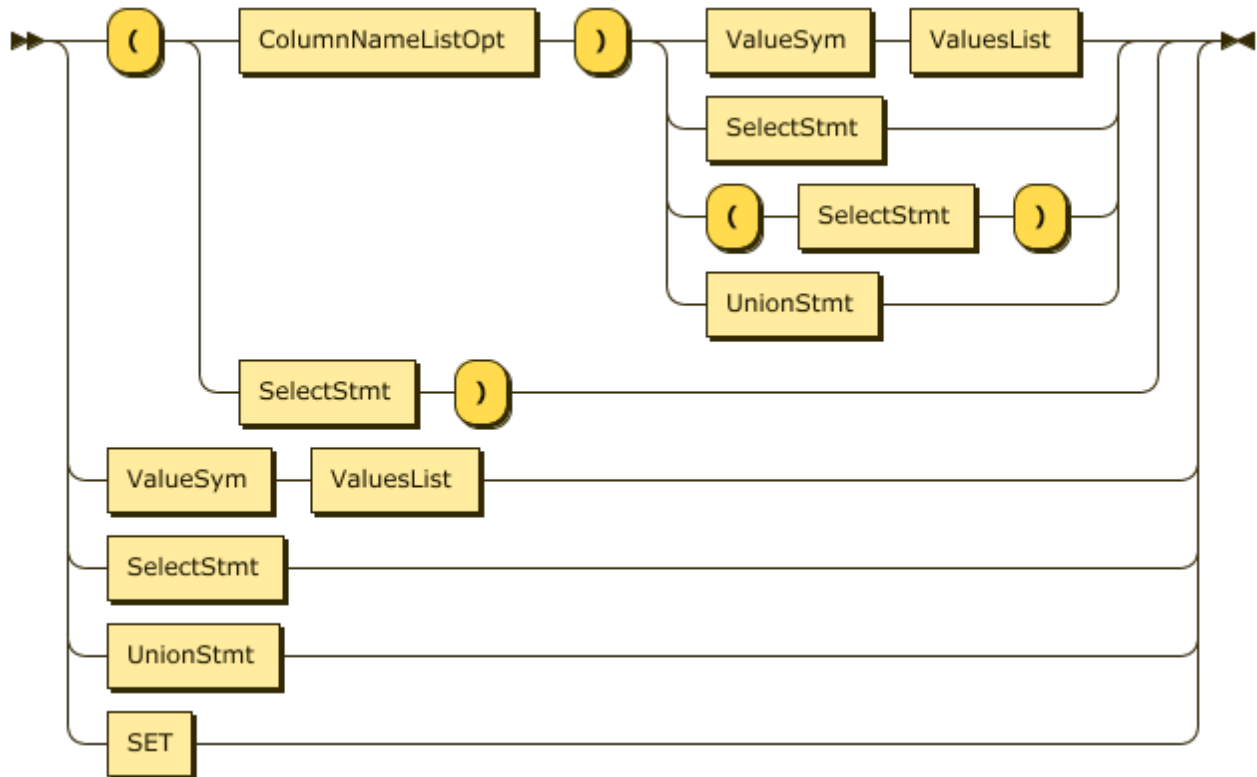 ( ColumnNameListOpt ) ValueSym ValuesList
SelectStmt
( SelectStmt )
UnionStmt
SelectStmt )
ValueSym ValuesList
SelectStmt
UnionStmt
SET